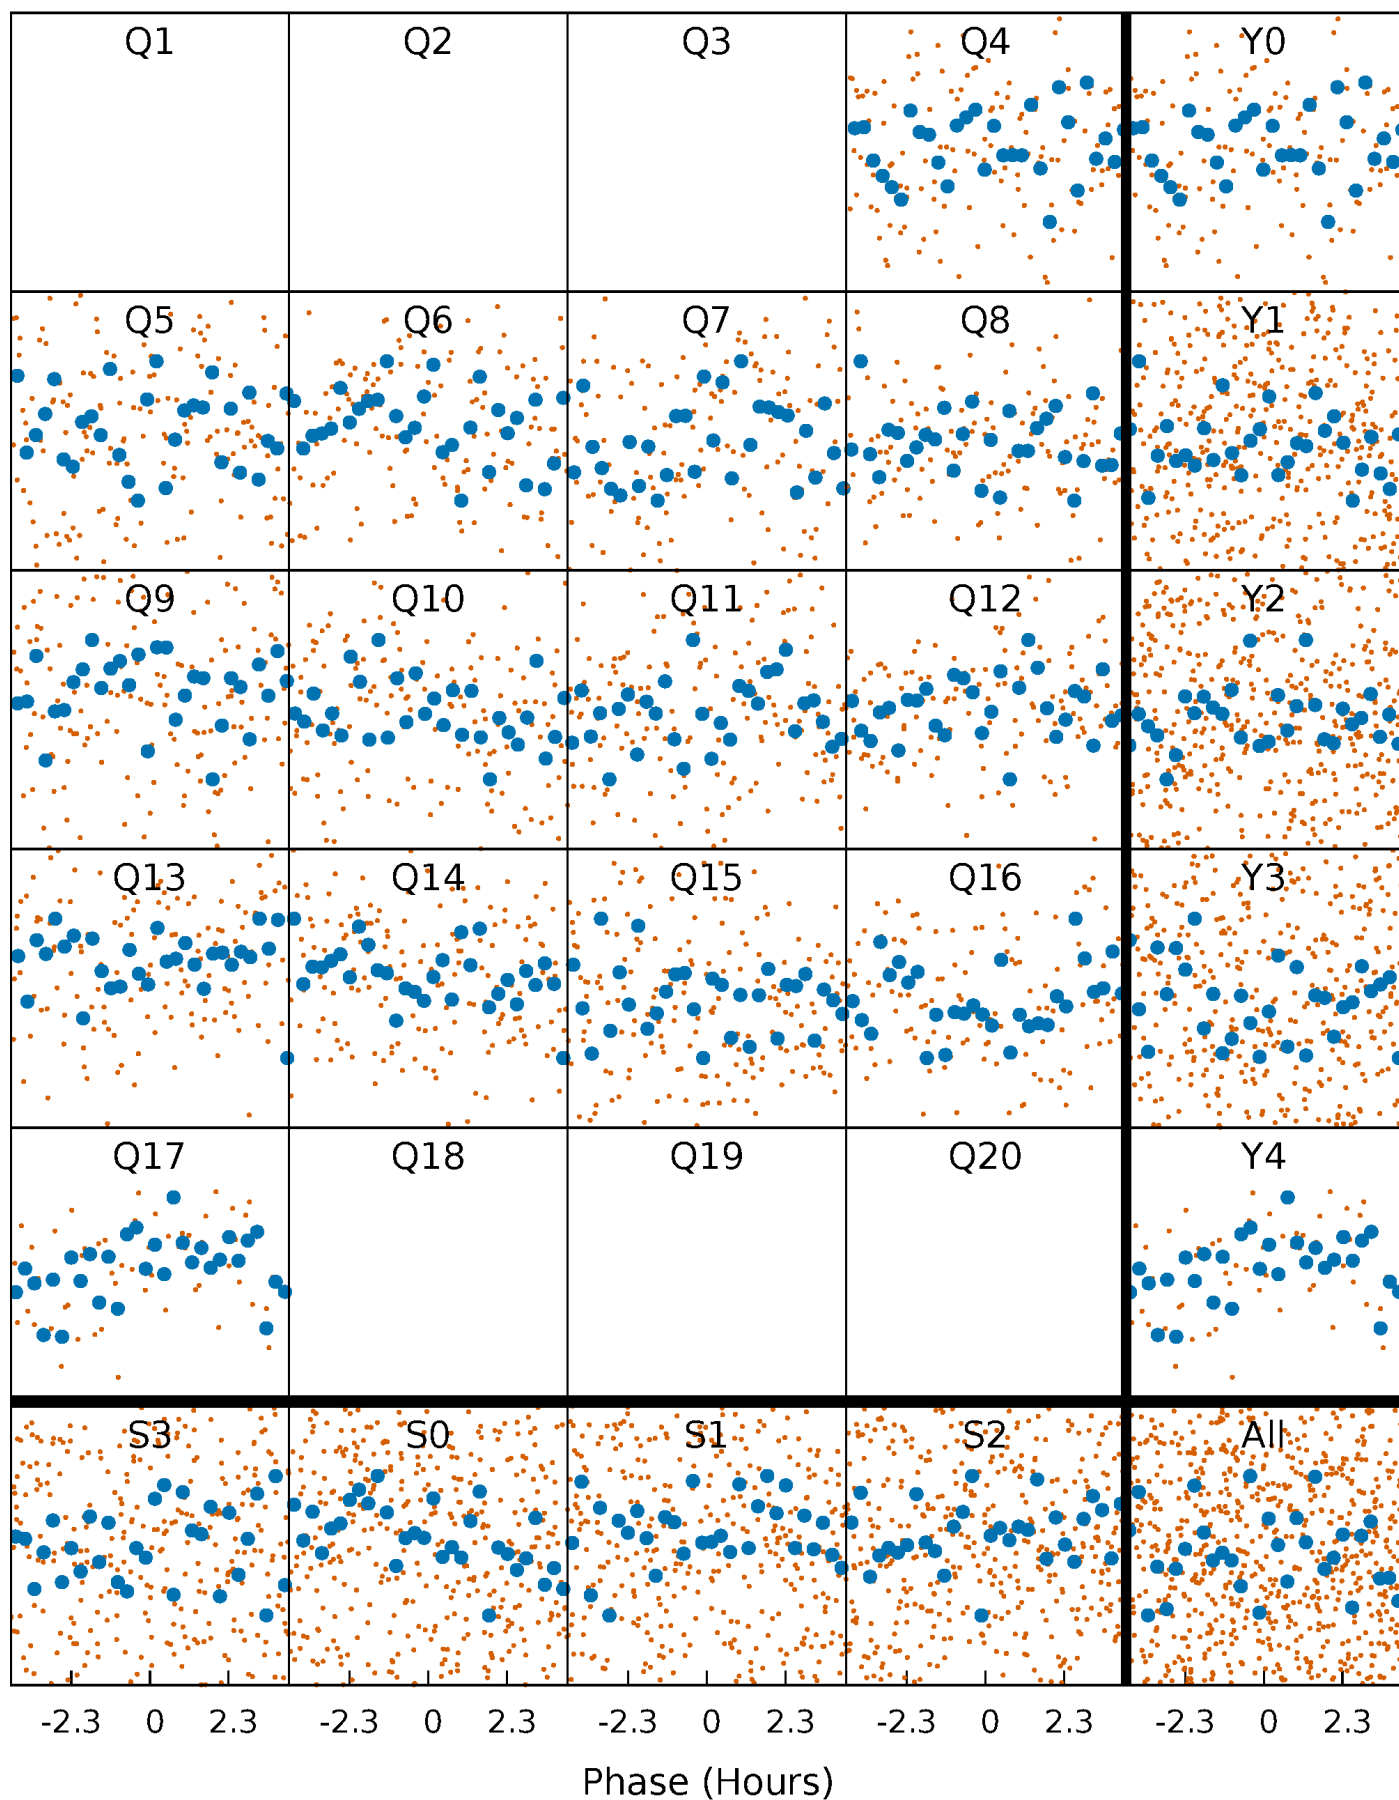 Q1 Q2 Q3 Q4 Y0
Q5 Q6 Q7 Q8 Y1
Q9 Q10 Q11 Q12 Y2
Q13 Q14 Q15 Q16 Y3
Q17 Q18 Q19 Q20 Y4
S3 S0 S1 S2 All
-2.3 0 2.3 -2.3 0 2.3 -2.3 0 2.3 -2.3 0 2.3 -2.3 0 2.3
Phase (Hours)